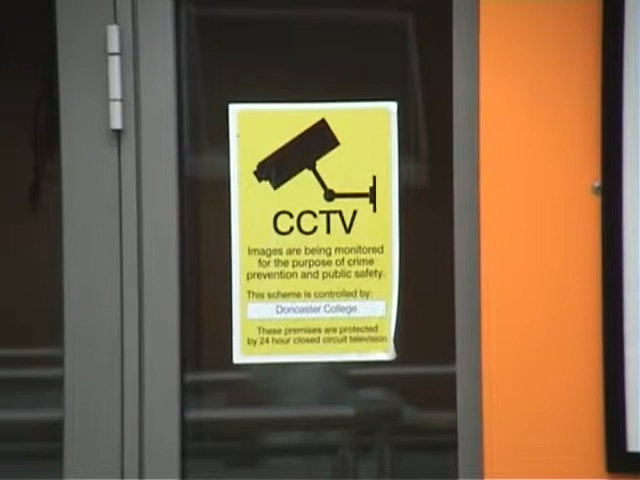 CCTV
Images are being monitored
for the purpose of crime
prevention and public safety.
This scheme is controlled by:
Doncaster College
These premises are protected
by 24 hour closed circuit television